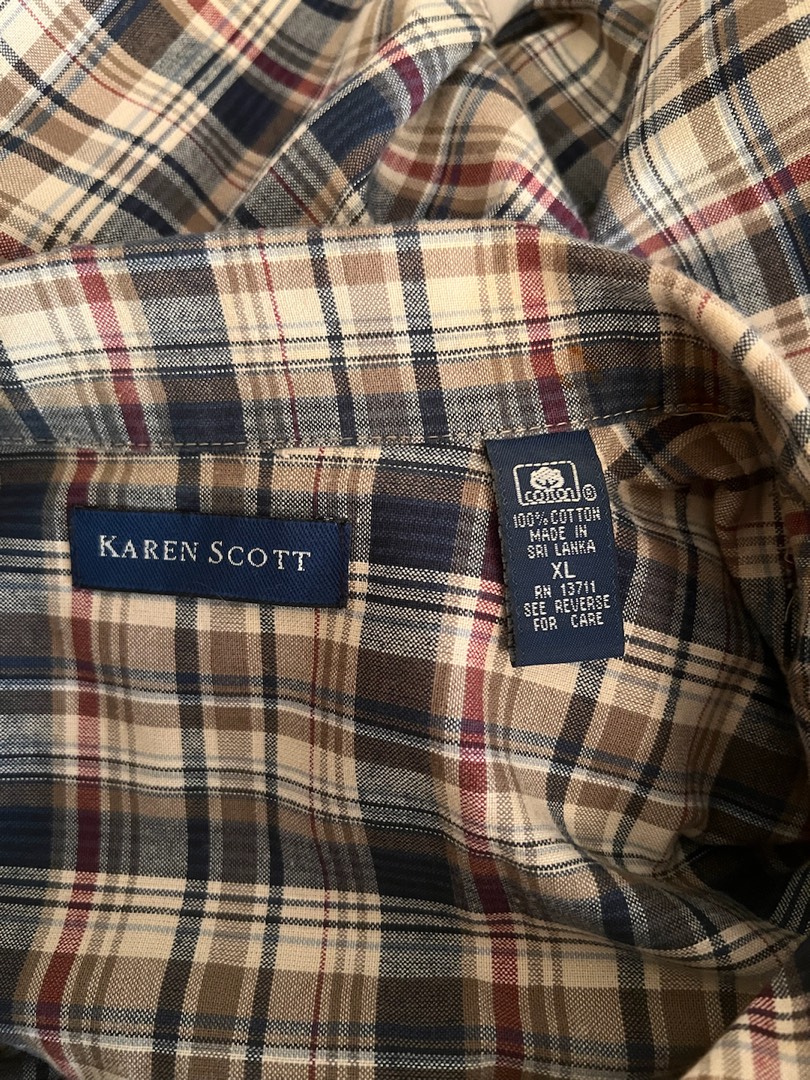 KAREN SCOTT
cotton®
100% COTTON
MADE IN
SRI LANKA
XL
RN 13711
SEE REVERSE
FOR CARE